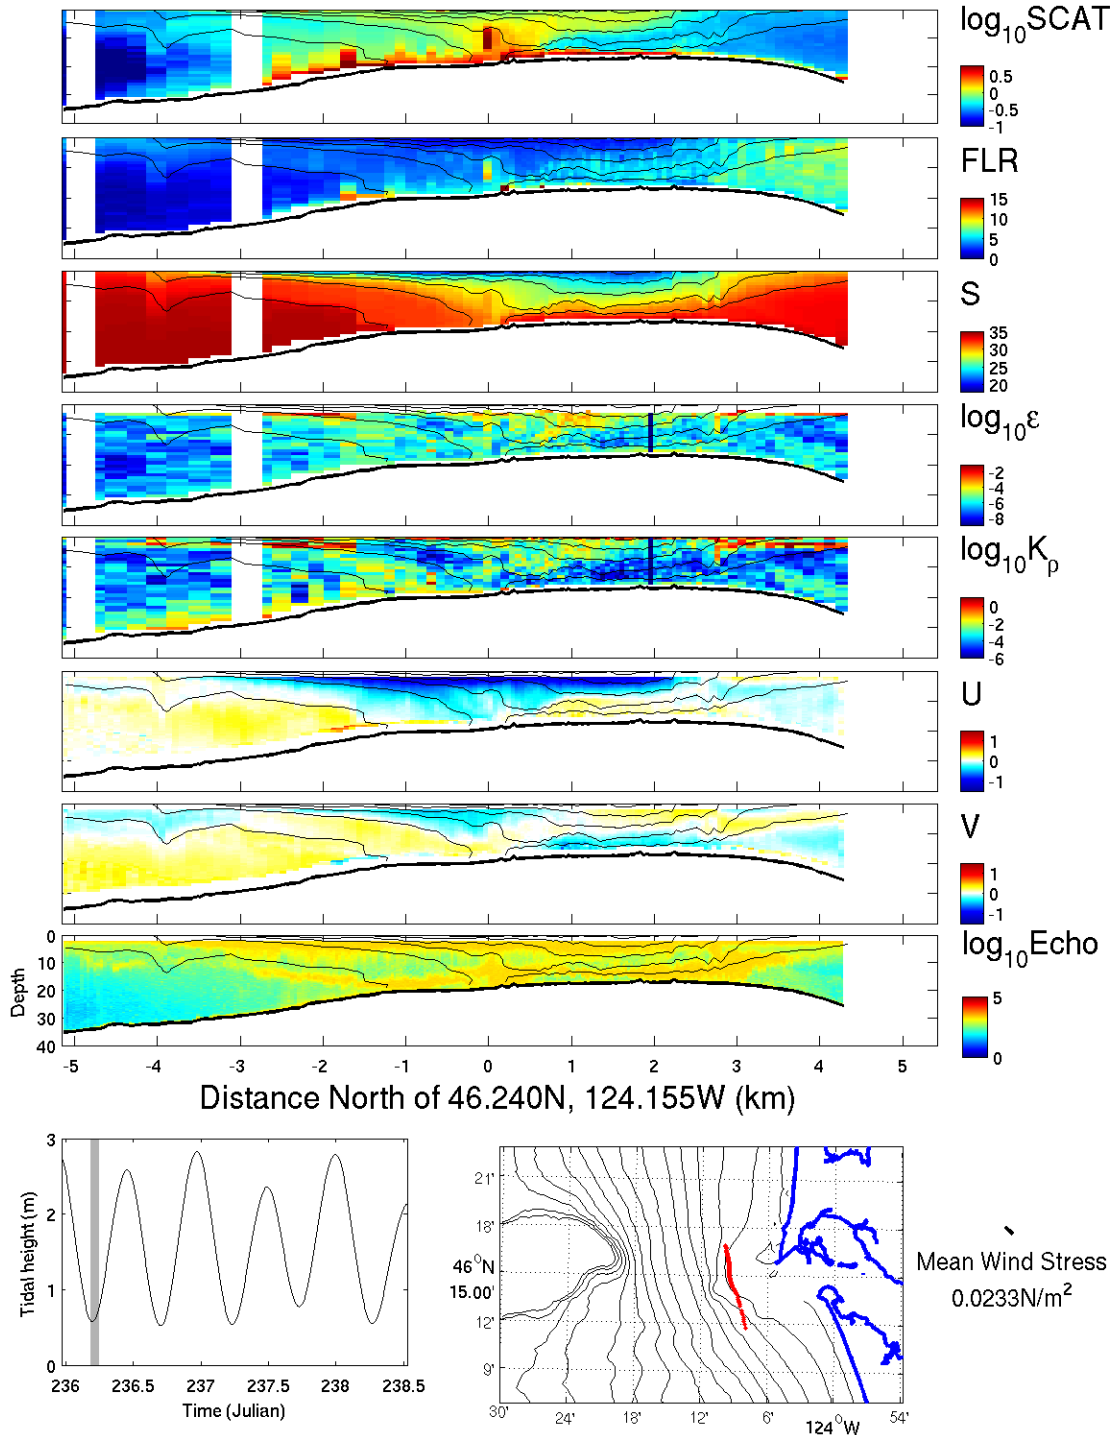 log10SCAT
0.5
0
-0.5
-1
FLR
15
10
5
0
S
35
30
25
20
log10ε
-2
-4
-6
-8
log10Kp
0
-2
-4
-6
U
1
0
-1
V
1
0
-1
log10Echo
5
0
Depth
0
10
20
30
40
-5 -4 -3 -2 -1 0 1 2 3 4 5
Distance North of 46.240N, 124.155W (km)
Tidal height (m)
3
2
1
0
236 236.5 237 237.5 238 238.5
Time (Julian)
21'
18'
46°N
15.00'
12'
9'
30' 24' 18' 12' 6' 124°W 54'
Mean Wind Stress
0.0233N/m2